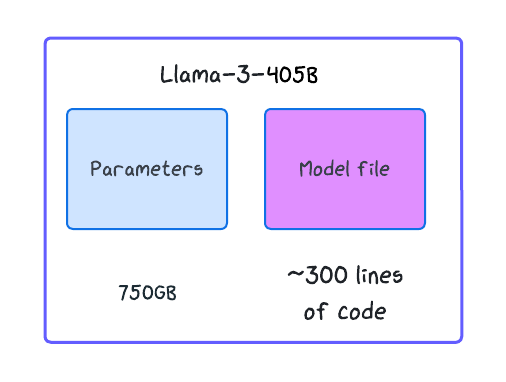 Llama-3-405B
Parameters
Model file
750GB
~300 lines
of code